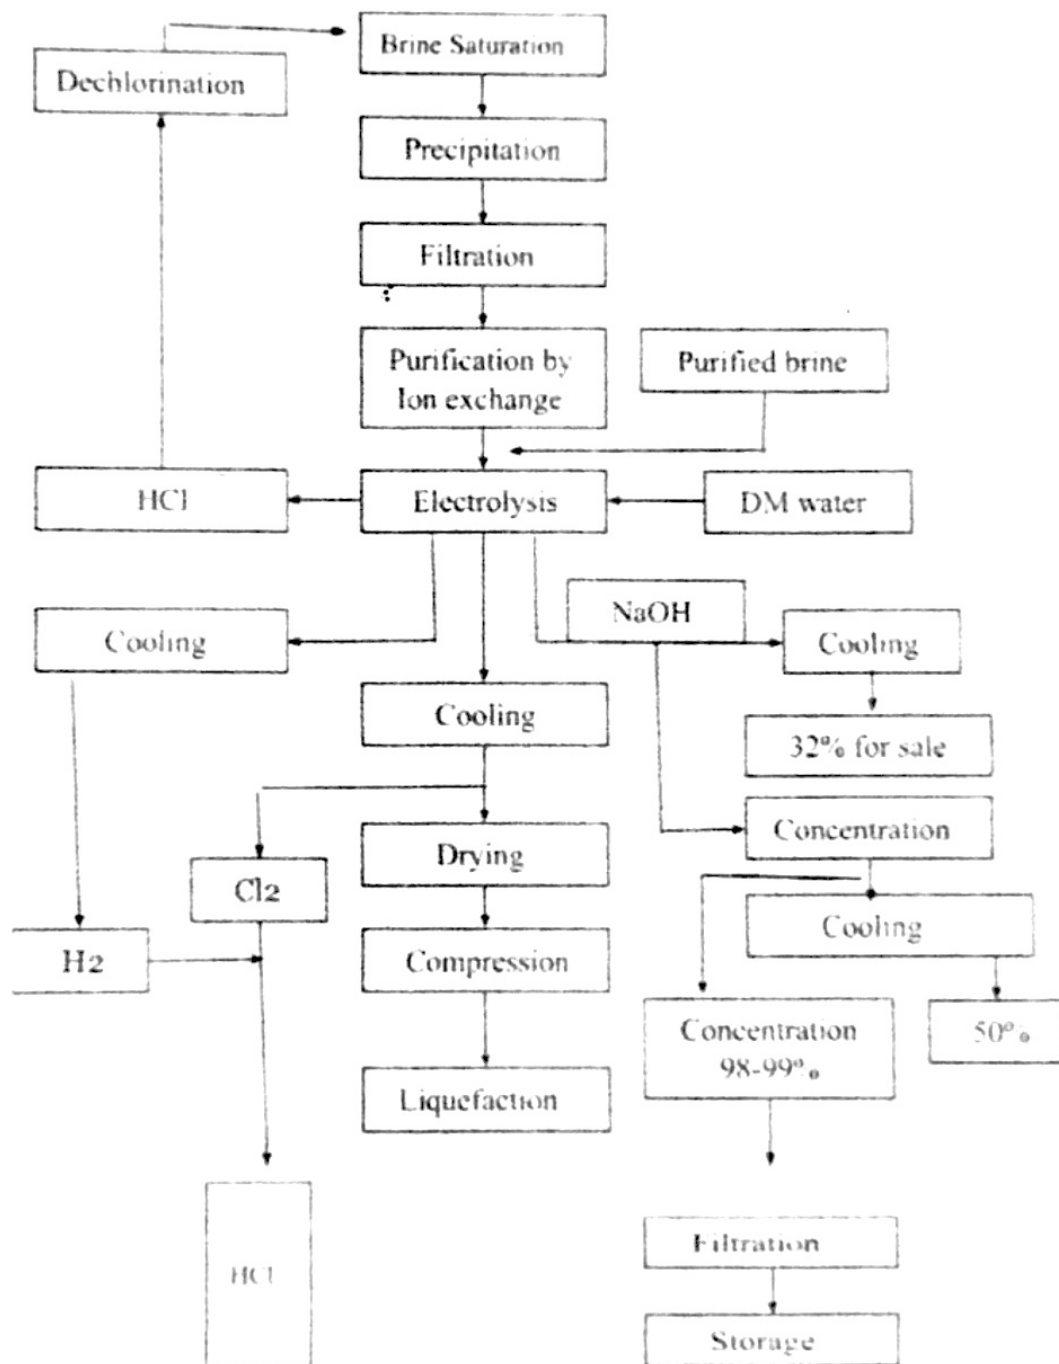 Brine Saturation
Dechlorination
Precipitation
Filtration
Purification by
Ion exchange
Purified brine
HCl
Electrolysis
DM water
NaOH
Cooling
Cooling
Cooling
32% for sale
Concentration
Drying
Cl2
Cooling
H2
Compression
Concentration
98-99%
50%
Liquefaction
Filtration
HCl
Storage